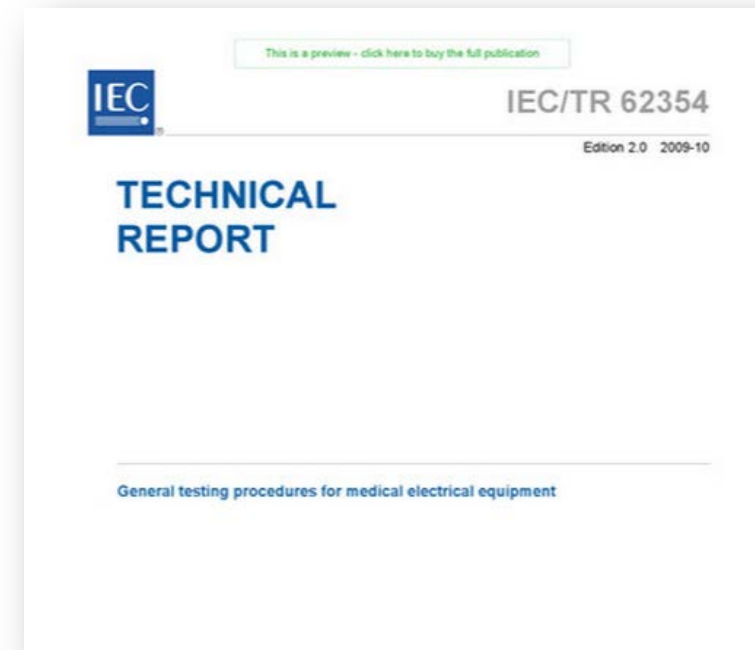 This is a preview - click here to buy the full publication
IEC
®
IEC/TR 62354
Edition 2.0 2009-10
TECHNICAL
REPORT
General testing procedures for medical electrical equipment